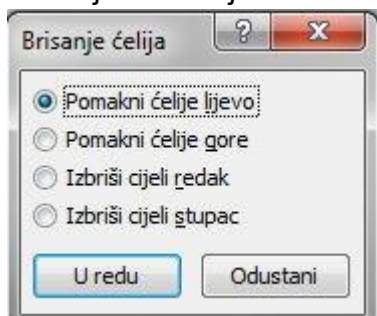 Brisanje ćelija
Pomakni ćelije lijevo
Pomakni ćelije gore
Izbriši cijeli redak
Izbriši cijeli stupac
U redu Odustani